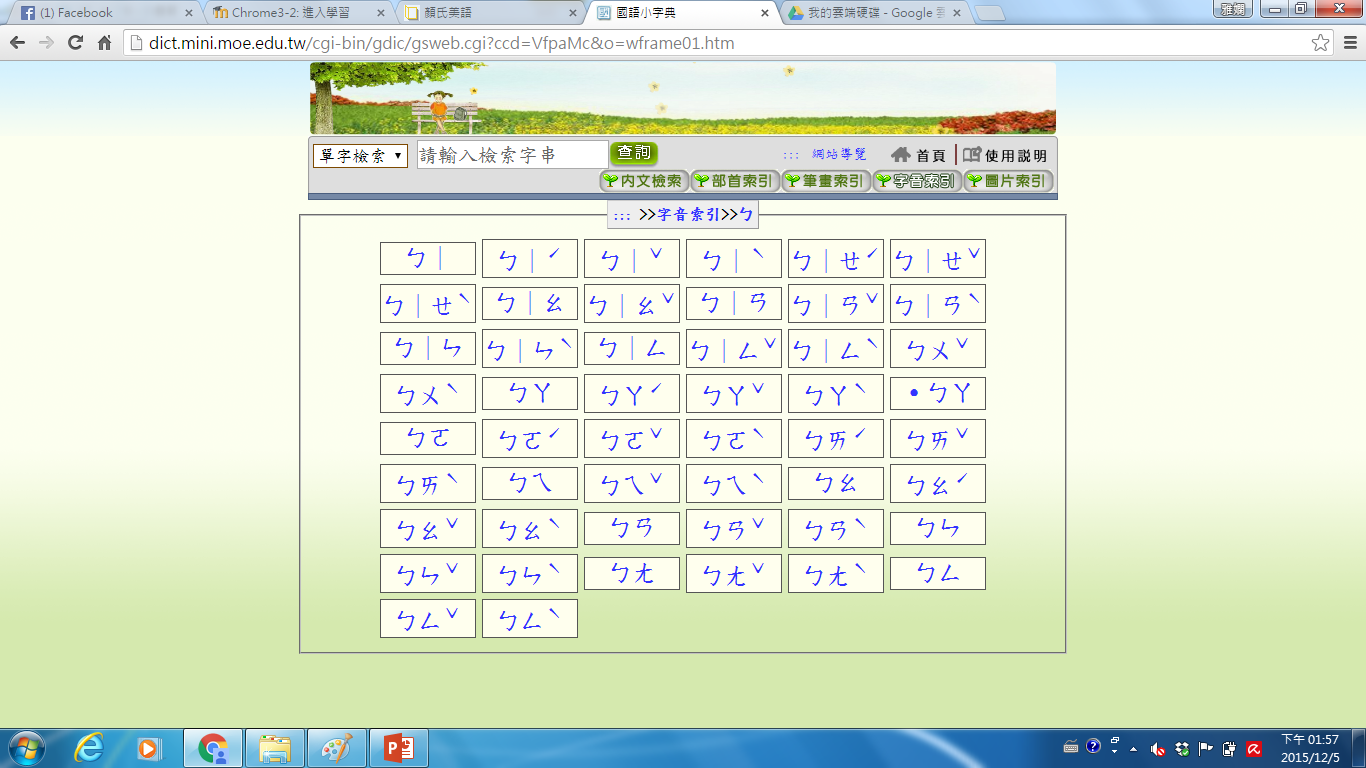 (1) Facebook
Chrome3-2: 進入學習
顏氏美語
國語小字典
我的雲端硬碟 - Google 雲
雅嫻
dict.mini.moe.edu.tw/cgi-bin/gdic/gsweb.cgi?ccd=VfpaMc&o=wframe01.htm
單字檢索 請輸入檢索字串 查詢 ::: 網站導覽 首頁 使用說明
內文檢索 部首索引 筆畫索引 字音索引 圖片索引
::: >>字音索引>>ㄅ
ㄅㄧ ㄅㄧˊ ㄅㄧˇ ㄅㄧˋ ㄅㄧㄝˊ ㄅㄧㄝˇ
ㄅㄧㄝˋ ㄅㄧㄠ ㄅㄧㄠˇ ㄅㄧㄢ ㄅㄧㄢˇ ㄅㄧㄢˋ
ㄅㄧㄣ ㄅㄧㄣˋ ㄅㄧㄥ ㄅㄧㄥˇ ㄅㄧㄥˋ ㄅㄨˇ
ㄅㄨˋ ㄅㄚ ㄅㄚˊ ㄅㄚˇ ㄅㄚˋ •ㄅㄚ
ㄅㄛ ㄅㄛˊ ㄅㄛˇ ㄅㄛˋ ㄅㄞˊ ㄅㄞˇ
ㄅㄞˋ ㄅㄟ ㄅㄟˇ ㄅㄟˋ ㄅㄠ ㄅㄠˊ
ㄅㄠˇ ㄅㄠˋ ㄅㄢ ㄅㄢˇ ㄅㄢˋ ㄅㄣ
ㄅㄣˇ ㄅㄣˋ ㄅㄤ ㄅㄤˇ ㄅㄤˋ ㄅㄥ
ㄅㄥˇ ㄅㄥˋ
下午 01:57
2015/12/5